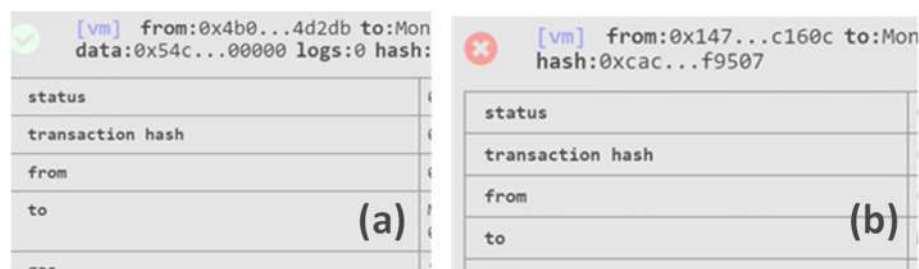 [vm] from:0x4b0...4d2db to:Mon
data:0x54c...00000 logs:0 hash:
status
transaction hash
from
to
(a)
[vm] from:0x147...c160c to:Mon
hash:0xcac...f9507
status
transaction hash
from
to
(b)